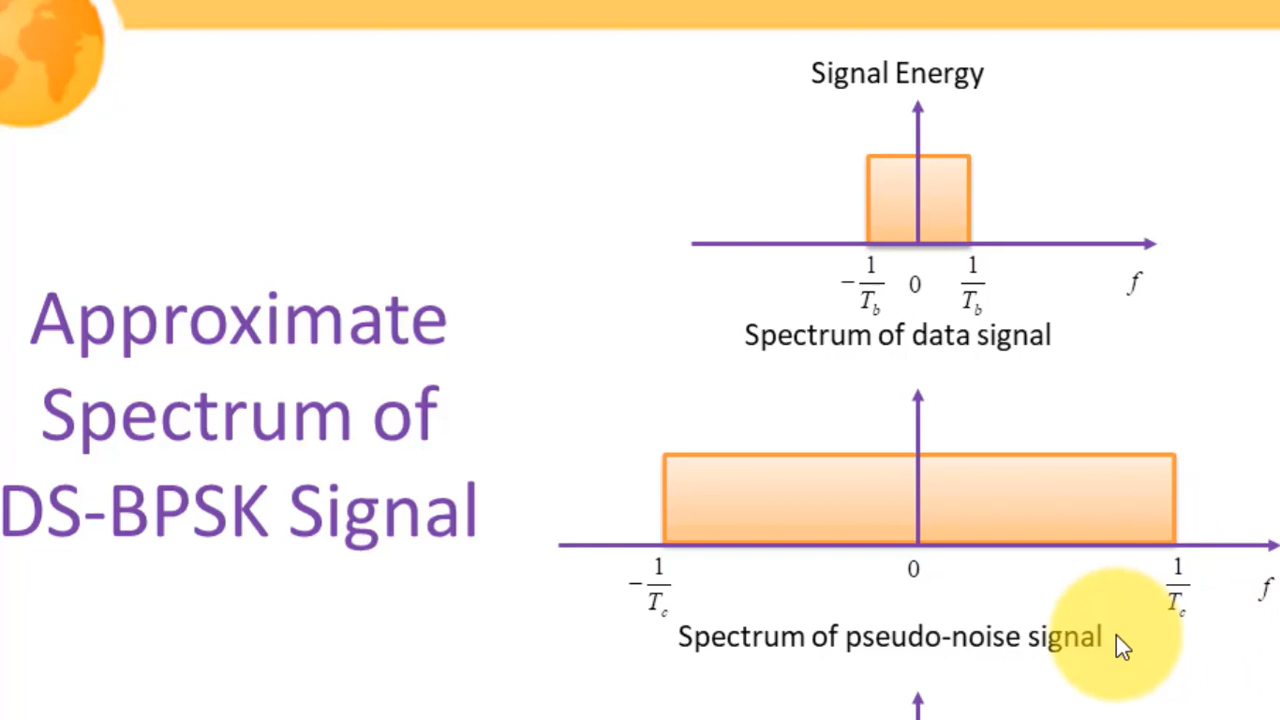 Approximate
Spectrum of
DS-BPSK Signal
Signal Energy
-1/T_b 0 1/T_b f
Spectrum of data signal
-1/T_c 0 1/T_c f
Spectrum of pseudo-noise signal